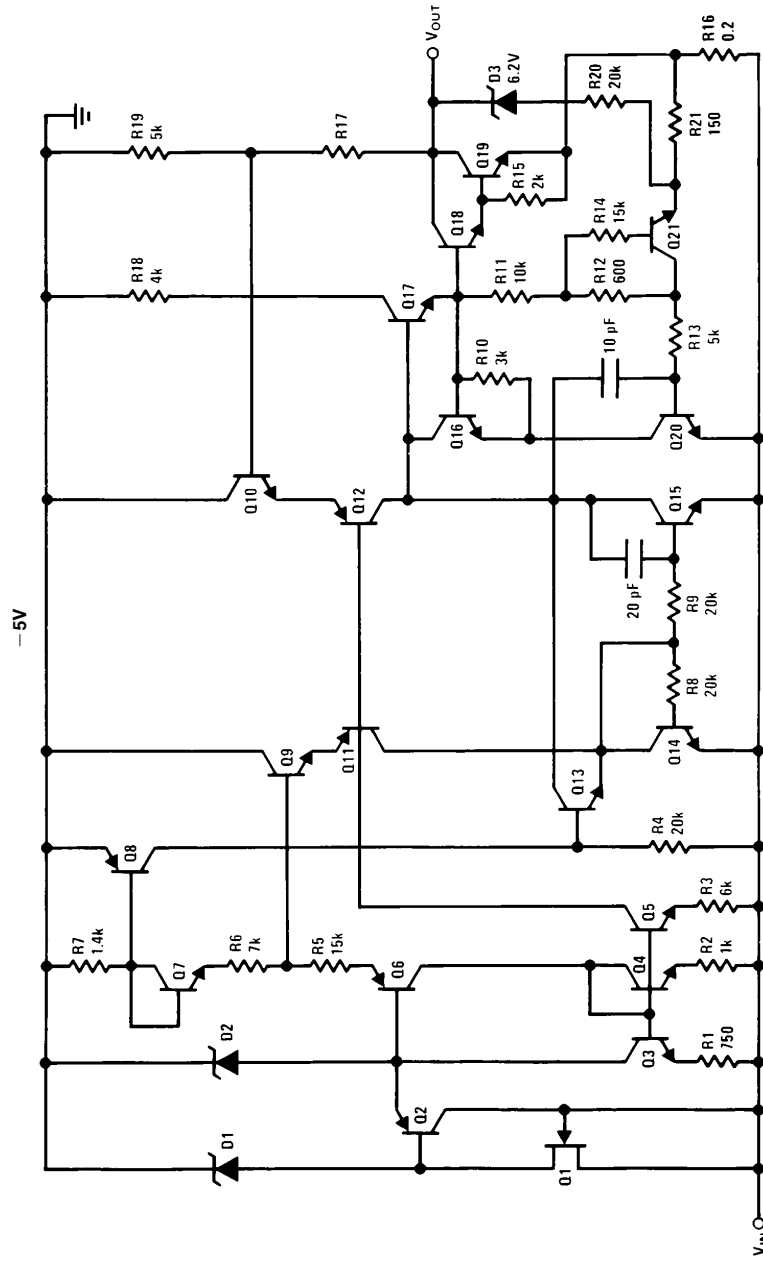 −5V
D1
Q1
Q2
D2
Q3
R1
750
R7
1.4k
Q7
R6
7k
R5
15k
Q6
Q4
R2
1k
Q5
R3
6k
Q8
R4
20k
Q13
Q9
Q11
Q14
R8
20k
R9
20k
20 pF
Q15
Q10
Q12
Q16
R10
3k
10 pF
Q20
R13
5k
R18
4k
Q17
R11
10k
R12
600
R14
15k
Q21
R19
5k
R17
Q18
Q19
R15
2k
D3
6.2V
R20
20k
R21
150
R16
0.2
VOUT
VIN